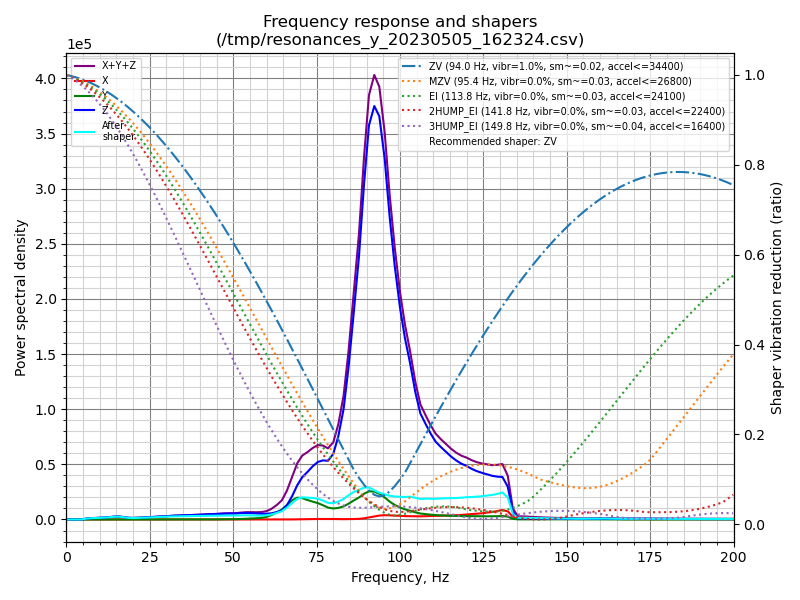 Frequency response and shapers
(/tmp/resonances_y_20230505_162324.csv)
1e5
X+Y+Z
X
Y
Z
After
shaper
ZV (94.0 Hz, vibr=1.0%, sm~=0.02, accel<=34400)
MZV (95.4 Hz, vibr=0.0%, sm~=0.03, accel<=26800)
EI (113.8 Hz, vibr=0.0%, sm~=0.03, accel<=24100)
2HUMP_EI (141.8 Hz, vibr=0.0%, sm~=0.03, accel<=22400)
3HUMP_EI (149.8 Hz, vibr=0.0%, sm~=0.04, accel<=16400)
Recommended shaper: ZV
4.0
3.5
3.0
2.5
2.0
1.5
1.0
0.5
0.0
Power spectral density
1.0
0.8
0.6
0.4
0.2
0.0
Shaper vibration reduction (ratio)
0 25 50 75 100 125 150 175 200
Frequency, Hz